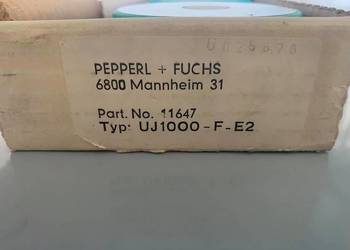 PEPPERL + FUCHS
6800 Mannheim 31
Part. No. 11647
Typ: UJ1000-F-E2